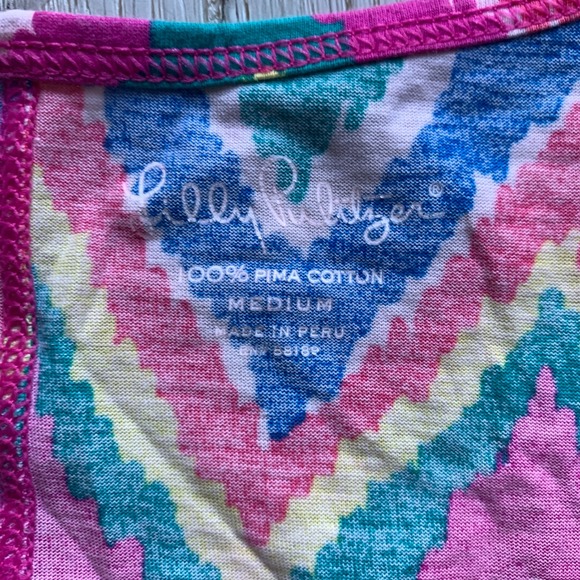 Lilly Pulitzer®
100% PIMA COTTON
MEDIUM
MADE IN PERU